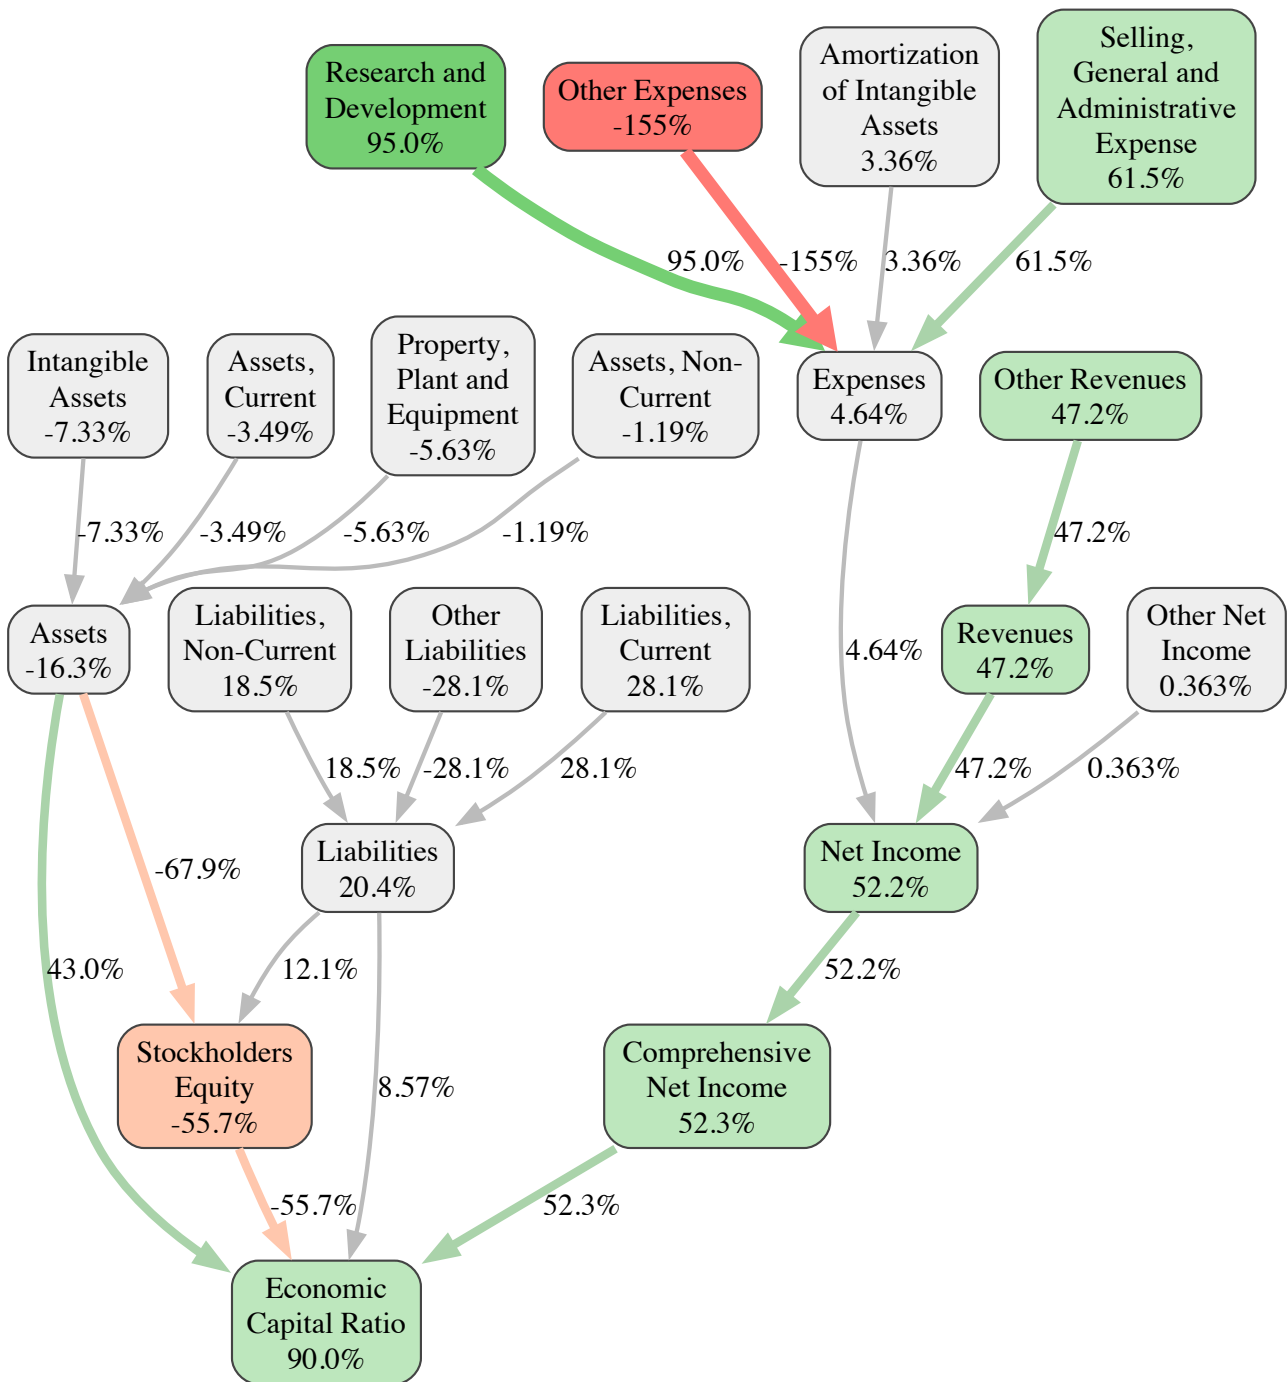 Research and
Development
95.0%
Other Expenses
-155%
Amortization
of Intangible
Assets
3.36%
Selling,
General and
Administrative
Expense
61.5%
95.0%
-155%
3.36%
61.5%
Intangible
Assets
-7.33%
Assets,
Current
-3.49%
Property,
Plant and
Equipment
-5.63%
Assets, Non-
Current
-1.19%
Expenses
4.64%
Other Revenues
47.2%
-7.33%
-3.49%
-5.63%
-1.19%
47.2%
Assets
-16.3%
Liabilities,
Non-Current
18.5%
Other
Liabilities
-28.1%
Liabilities,
Current
28.1%
4.64%
Revenues
47.2%
Other Net
Income
0.363%
18.5%
-28.1%
28.1%
47.2%
0.363%
-67.9%
Liabilities
20.4%
Net Income
52.2%
43.0%
12.1%
52.2%
Stockholders
Equity
-55.7%
8.57%
Comprehensive
Net Income
52.3%
-55.7%
52.3%
Economic
Capital Ratio
90.0%